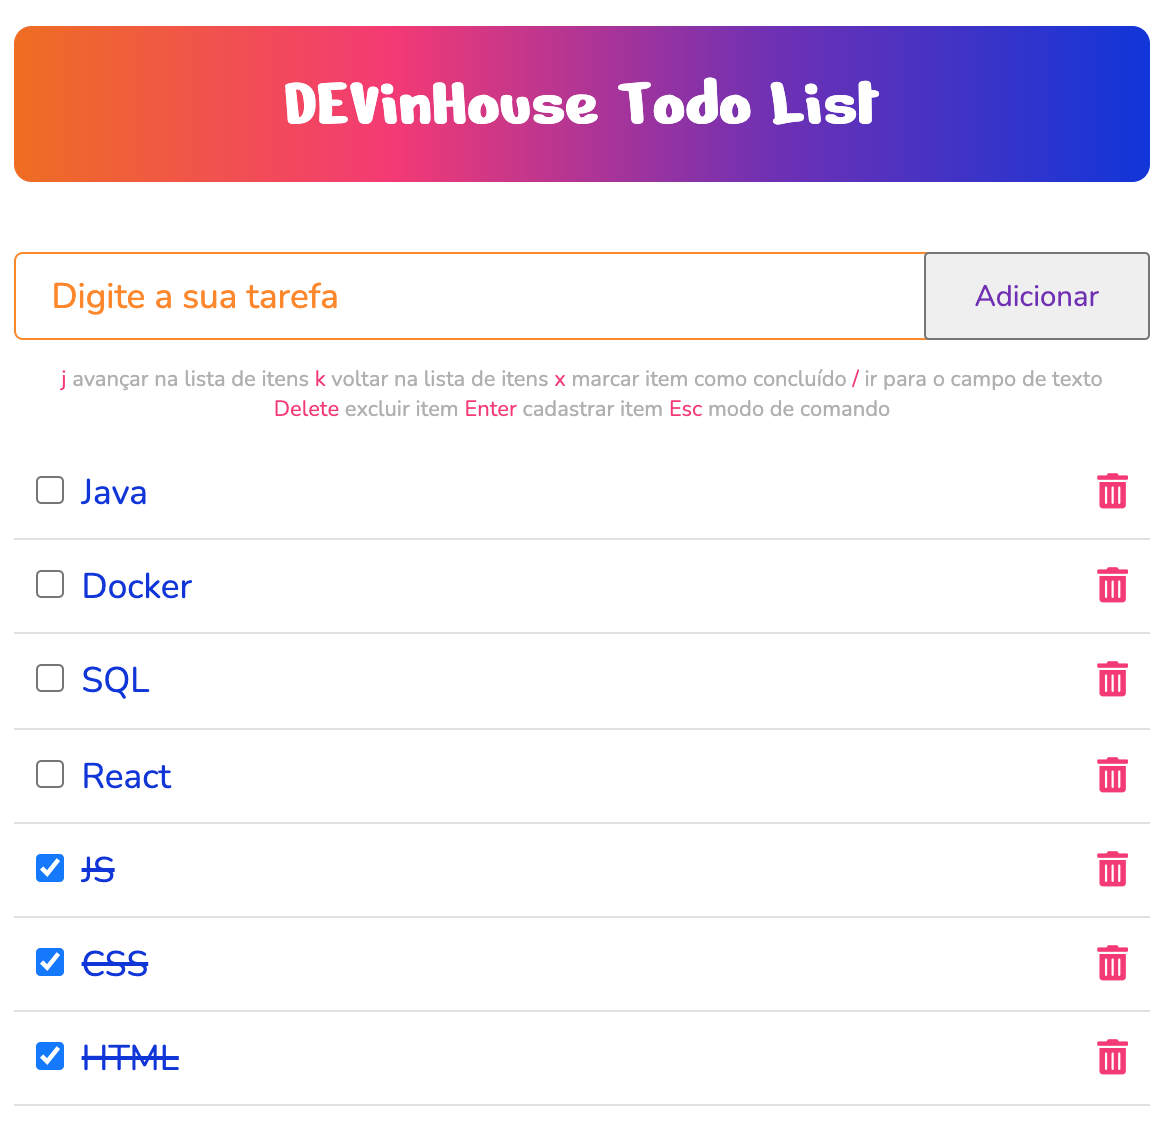 DEVinHouse Todo List
Digite a sua tarefa
Adicionar
j avançar na lista de itens k voltar na lista de itens x marcar item como concluído / ir para o campo de texto
Delete excluir item Enter cadastrar item Esc modo de comando
Java
Docker
SQL
React
JS
CSS
HTML